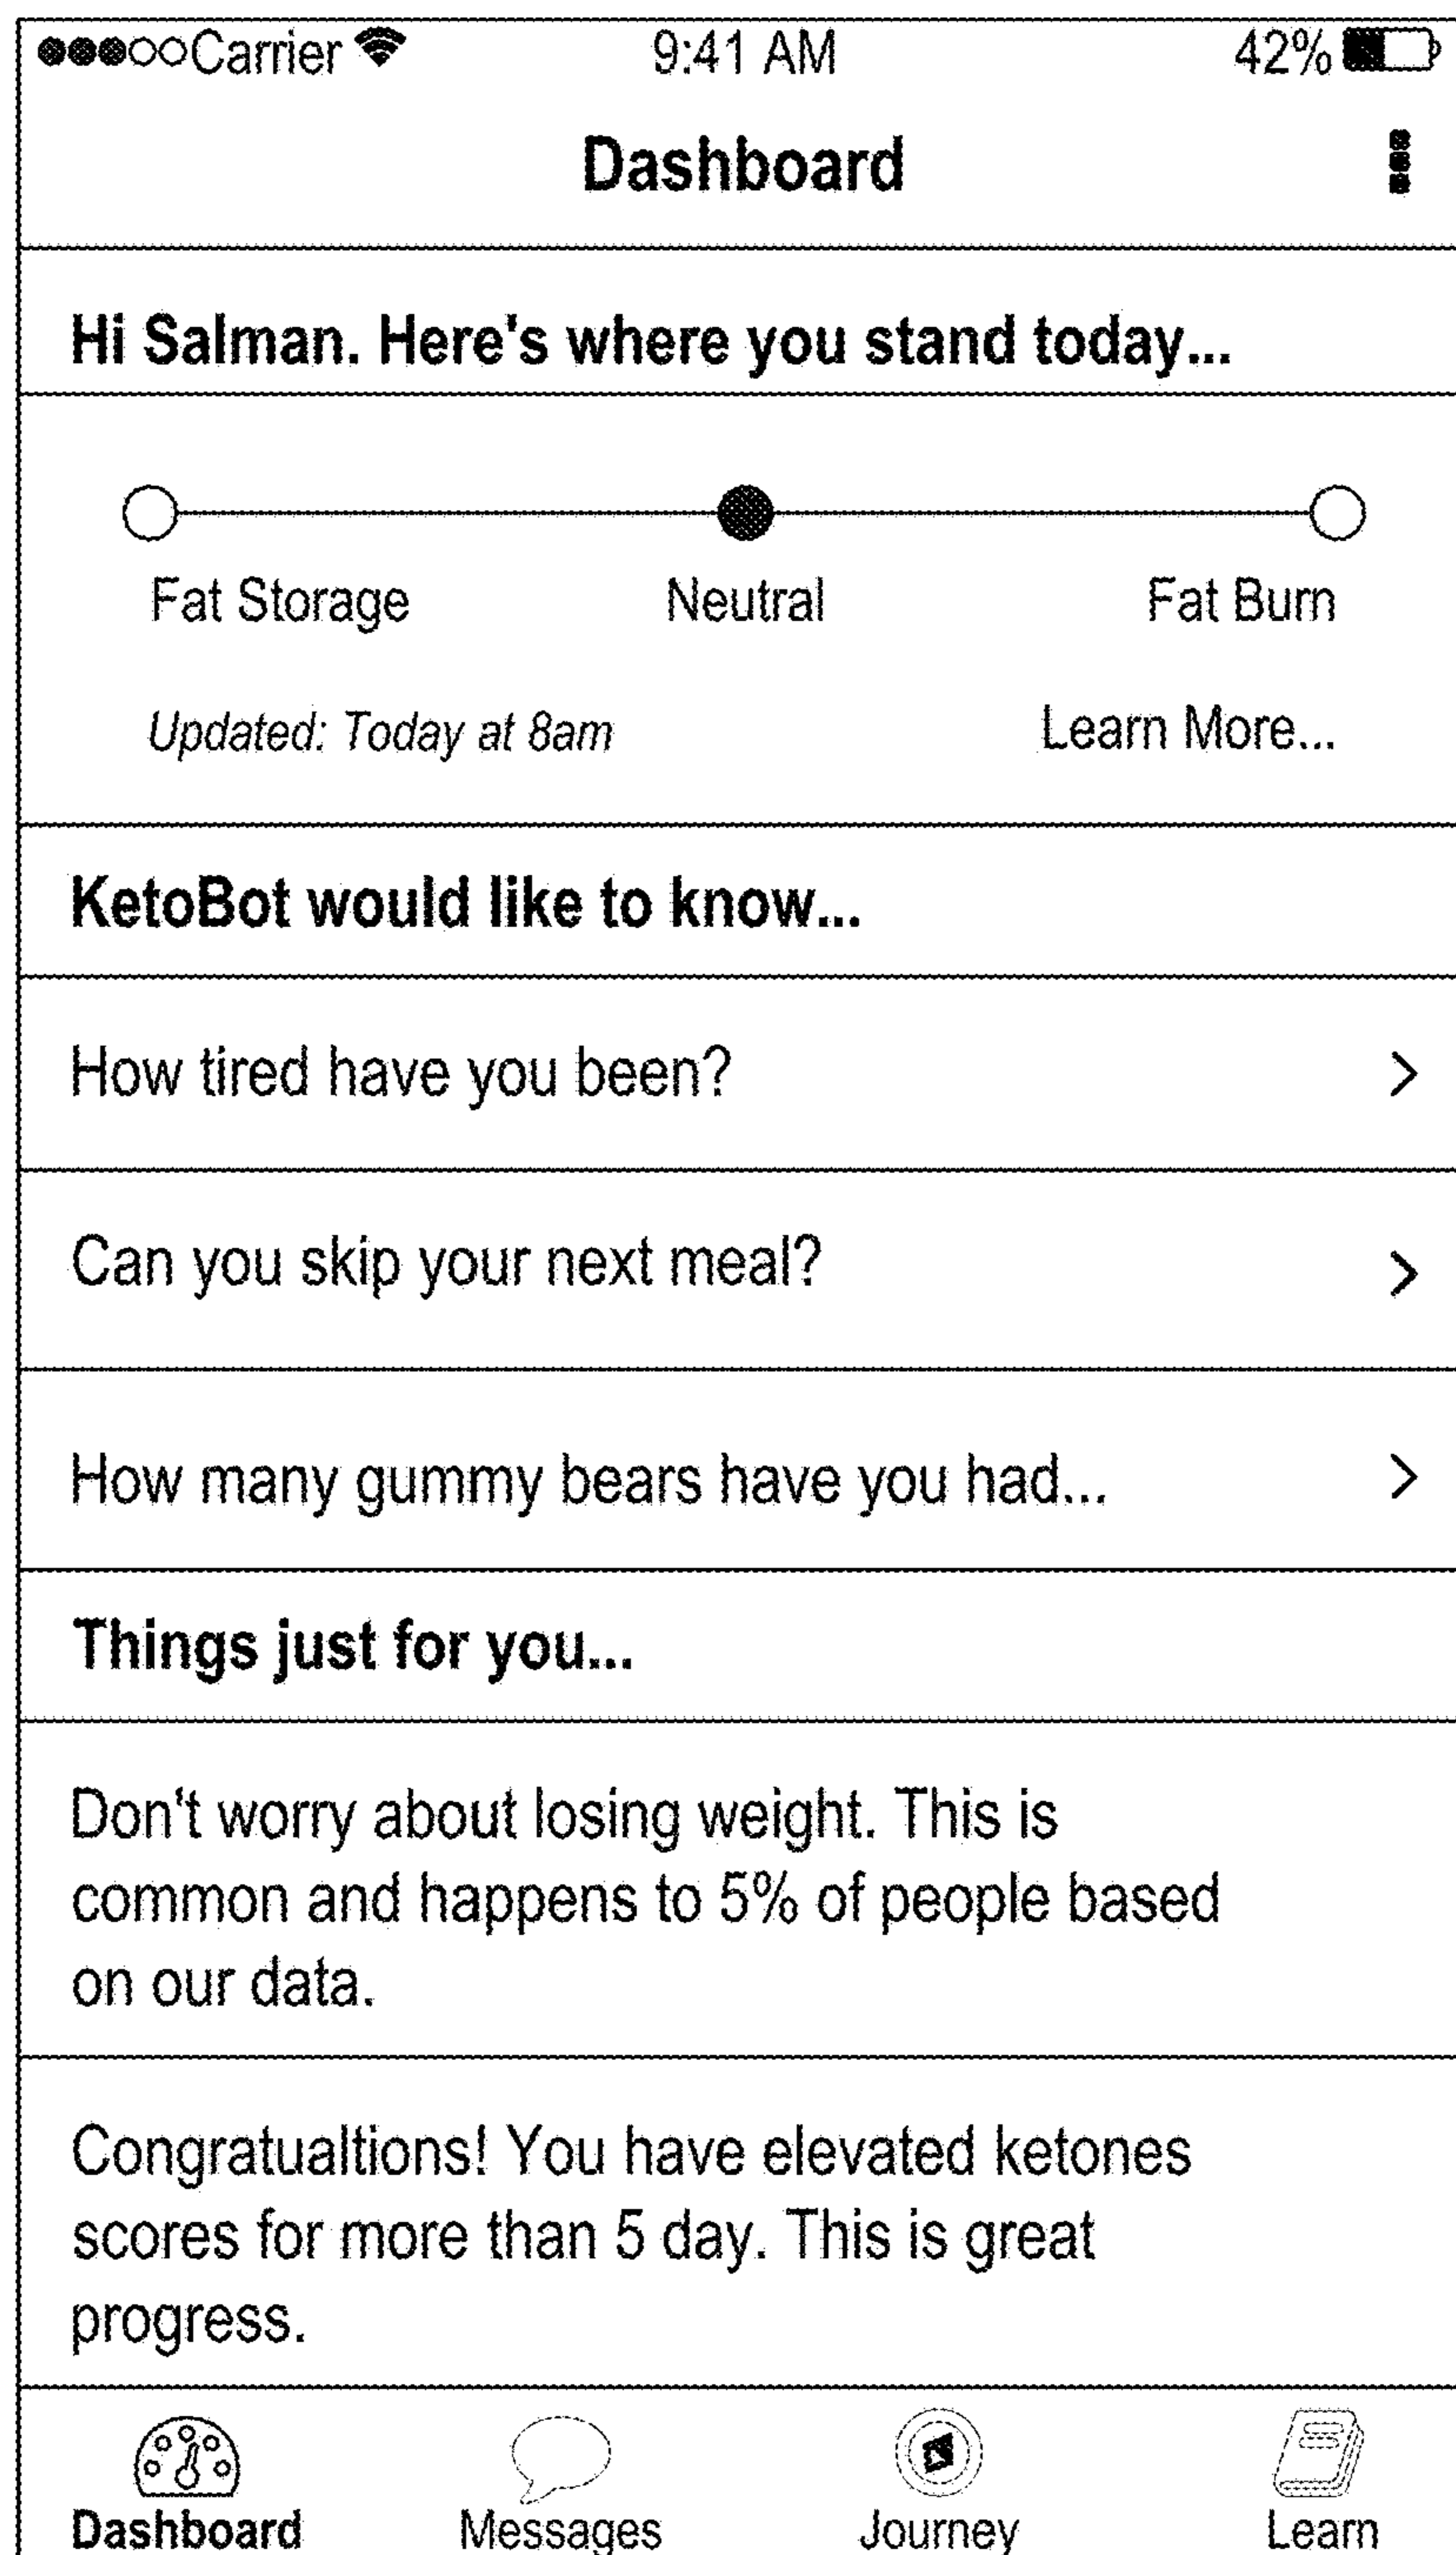 Carrier 9:41 AM 42%
Dashboard
Hi Salman. Here's where you stand today...
Fat Storage Neutral Fat Burn
Updated: Today at 8am Learn More...
KetoBot would like to know...
How tired have you been?
Can you skip your next meal?
How many gummy bears have you had...
Things just for you...
Don't worry about losing weight. This is
common and happens to 5% of people based
on our data.
Congratualtions! You have elevated ketones
scores for more than 5 day. This is great
progress.
Dashboard Messages Journey Learn